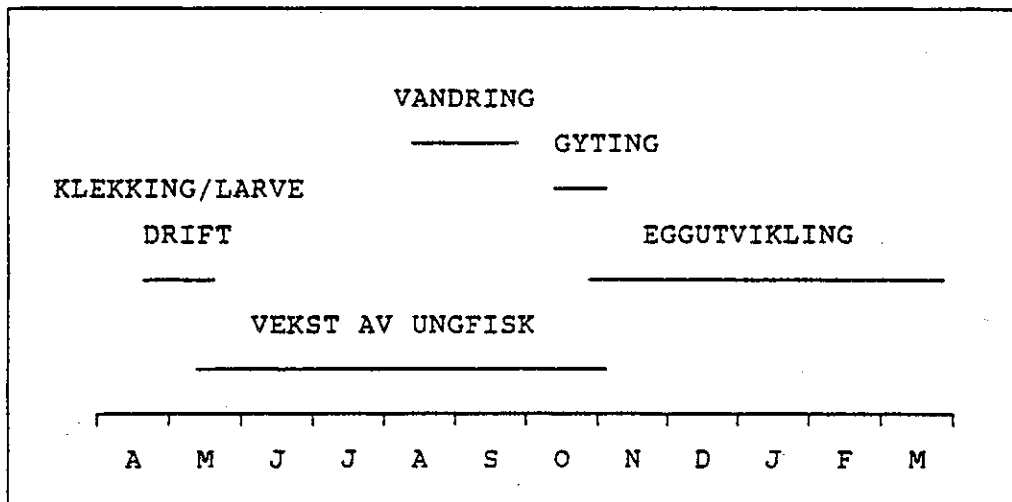 VANDRING
GYTING
KLEKKING/LARVE
DRIFT
EGGUTVIKLING
VEKST AV UNGFISK
A M J J A S O N D J F M